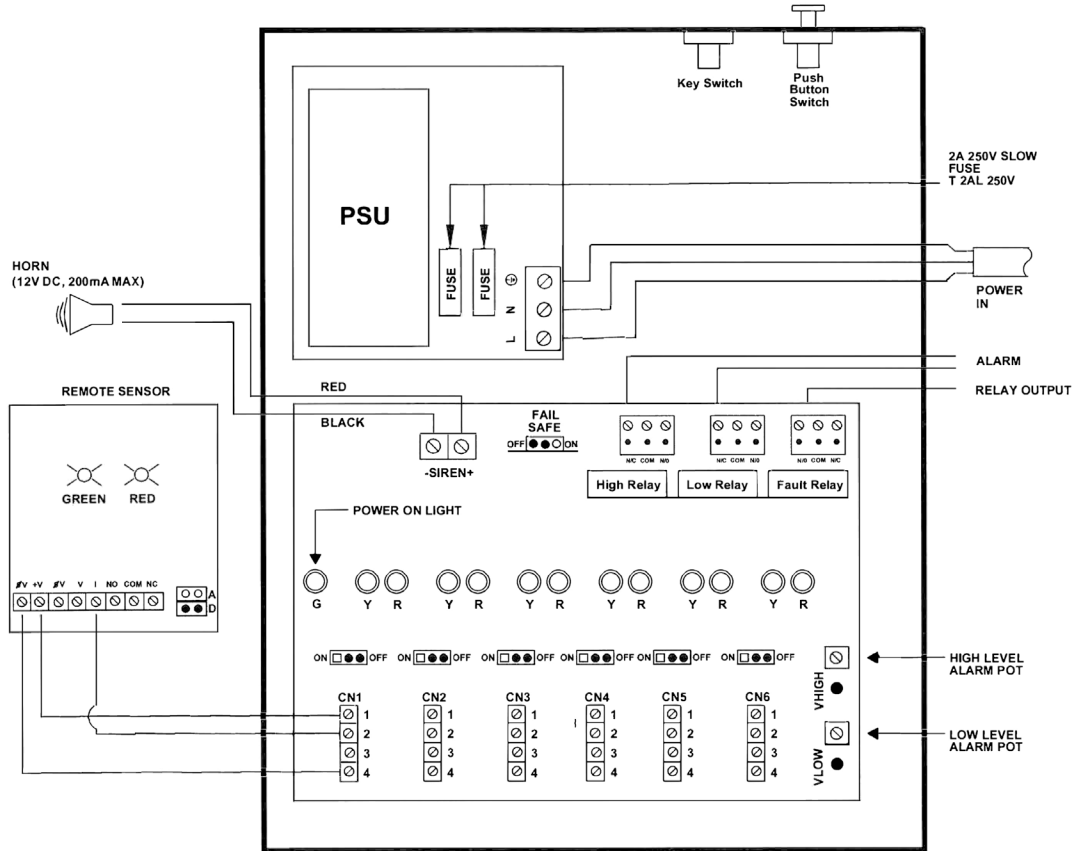 Key Switch
Push
Button
Switch
2A 250V SLOW
FUSE
T 2AL 250V
PSU
FUSE
FUSE
N
L
HORN
(12V DC, 200mA MAX)
POWER
IN
ALARM
RELAY OUTPUT
REMOTE SENSOR
RED
BLACK
FAIL
SAFE
OFF ON
-SIREN+
N/C COM N/0
N/C COM N/0
N/0 COM N/C
High Relay
Low Relay
Fault Relay
GREEN RED
POWER ON LIGHT
0V +V 0V V I NO COM NC
A
D
G Y R Y R Y R Y R Y R Y R
ON OFF ON OFF ON OFF ON OFF ON OFF ON OFF
HIGH LEVEL
ALARM POT
VHIGH
LOW LEVEL
ALARM POT
VLOW
CN1 CN2 CN3 CN4 CN5 CN6
1 1 1 1 1 1
2 2 2 2 2 2
3 3 3 3 3 3
4 4 4 4 4 4